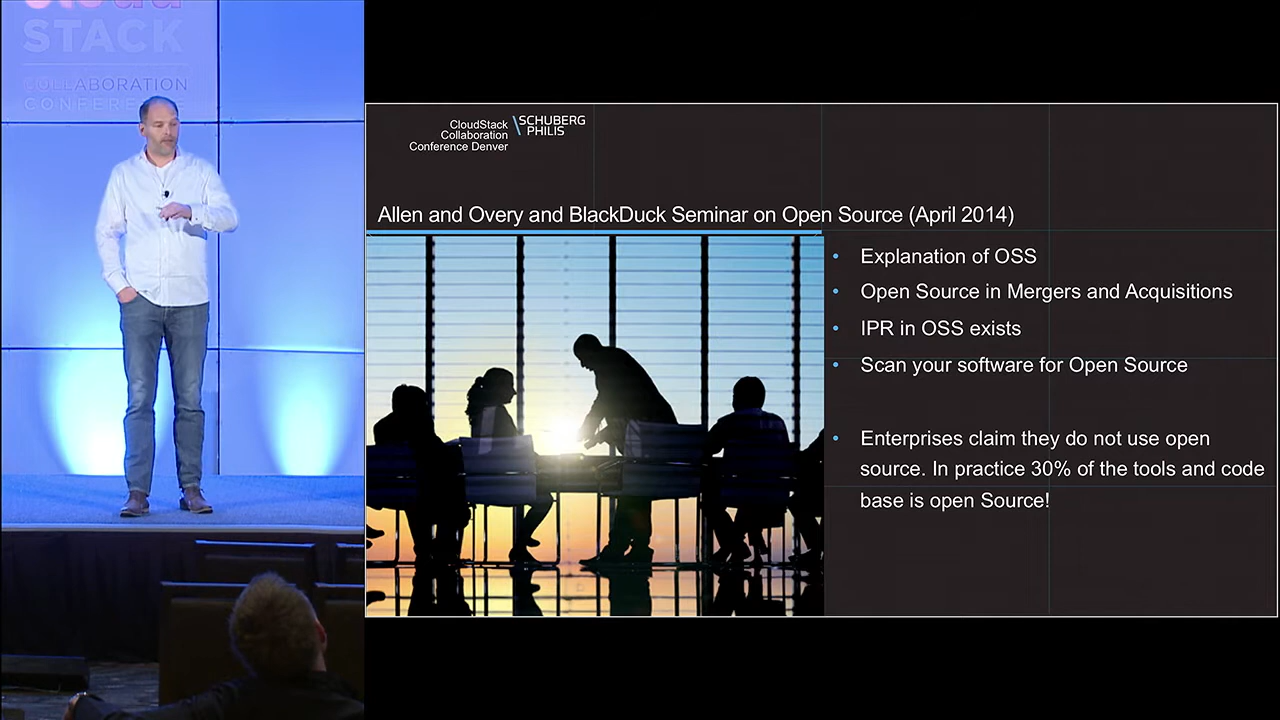 STACK
COLLABORATION
CONFERENCE
CloudStack
Collaboration
Conference Denver
SCHUBERG
PHILIS
Allen and Overy and BlackDuck Seminar on Open Source (April 2014)
• Explanation of OSS
• Open Source in Mergers and Acquisitions
• IPR in OSS exists
• Scan your software for Open Source
• Enterprises claim they do not use open
source. In practice 30% of the tools and code
base is open Source!